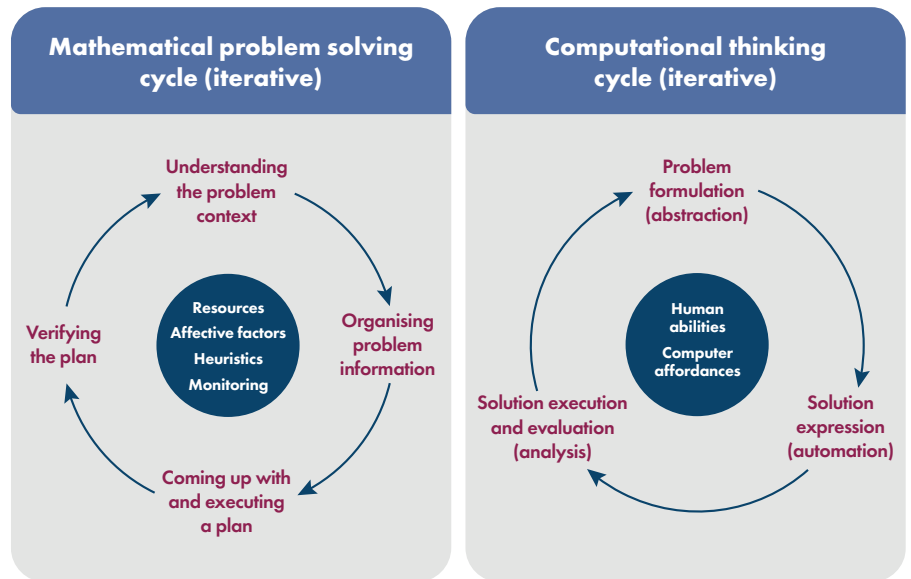 Mathematical problem solving
cycle (iterative)
Understanding
the problem
context
Organising
problem
information
Coming up with
and executing
a plan
Verifying
the plan
Resources
Affective factors
Heuristics
Monitoring
Computational thinking
cycle (iterative)
Problem
formulation
(abstraction)
Solution
expression
(automation)
Solution execution
and evaluation
(analysis)
Human
abilities
Computer
affordances